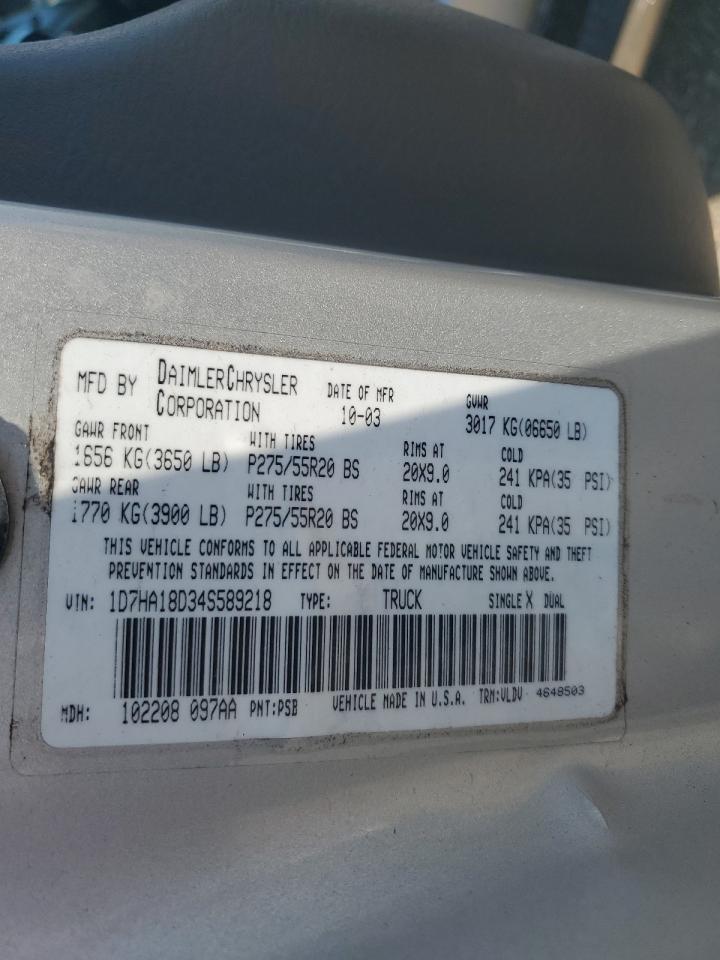 MFD BY DAIMLERCHRYSLER CORPORATION DATE OF MFR 10-03 GVWR 3017 KG(06650 LB)
GAWR FRONT WITH TIRES RIMS AT COLD
1656 KG(3650 LB) P275/55R20 BS 20X9.0 241 KPA(35 PSI)
GAWR REAR WITH TIRES RIMS AT COLD
1770 KG(3900 LB) P275/55R20 BS 20X9.0 241 KPA(35 PSI)
THIS VEHICLE CONFORMS TO ALL APPLICABLE FEDERAL MOTOR VEHICLE SAFETY AND THEFT
PREVENTION STANDARDS IN EFFECT ON THE DATE OF MANUFACTURE SHOWN ABOVE.
VIN: 1D7HA18D34S589218 TYPE: TRUCK SINGLE X DUAL
MDH: 102208 097AA PNT:PSB VEHICLE MADE IN U.S.A. TRM:VLDV 4648503